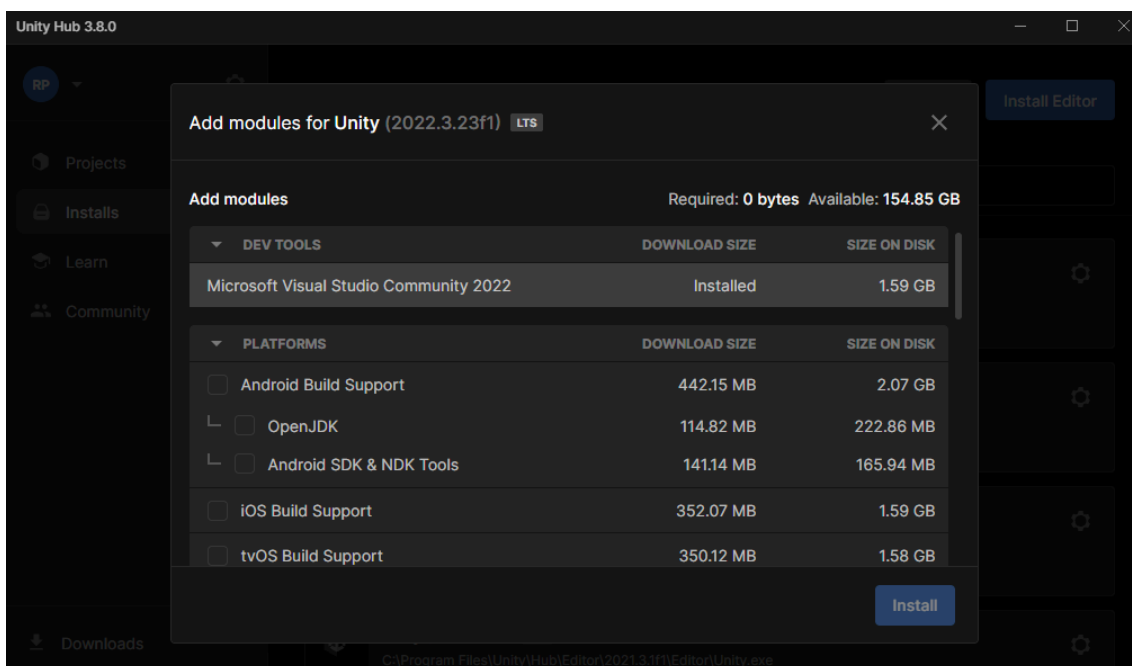 Unity Hub 3.8.0
RP
Install Editor
Add modules for Unity (2022.3.23f1) LTS
Projects
Installs
Learn
Community
Add modules Required: 0 bytes Available: 154.85 GB
DEV TOOLS DOWNLOAD SIZE SIZE ON DISK
Microsoft Visual Studio Community 2022 Installed 1.59 GB
PLATFORMS DOWNLOAD SIZE SIZE ON DISK
Android Build Support 442.15 MB 2.07 GB
OpenJDK 114.82 MB 222.86 MB
Android SDK & NDK Tools 141.14 MB 165.94 MB
iOS Build Support 352.07 MB 1.59 GB
tvOS Build Support 350.12 MB 1.58 GB
Install
Downloads
C:\Program Files\Unity\Hub\Editor\2021.3.1f1\Editor\Unity.exe